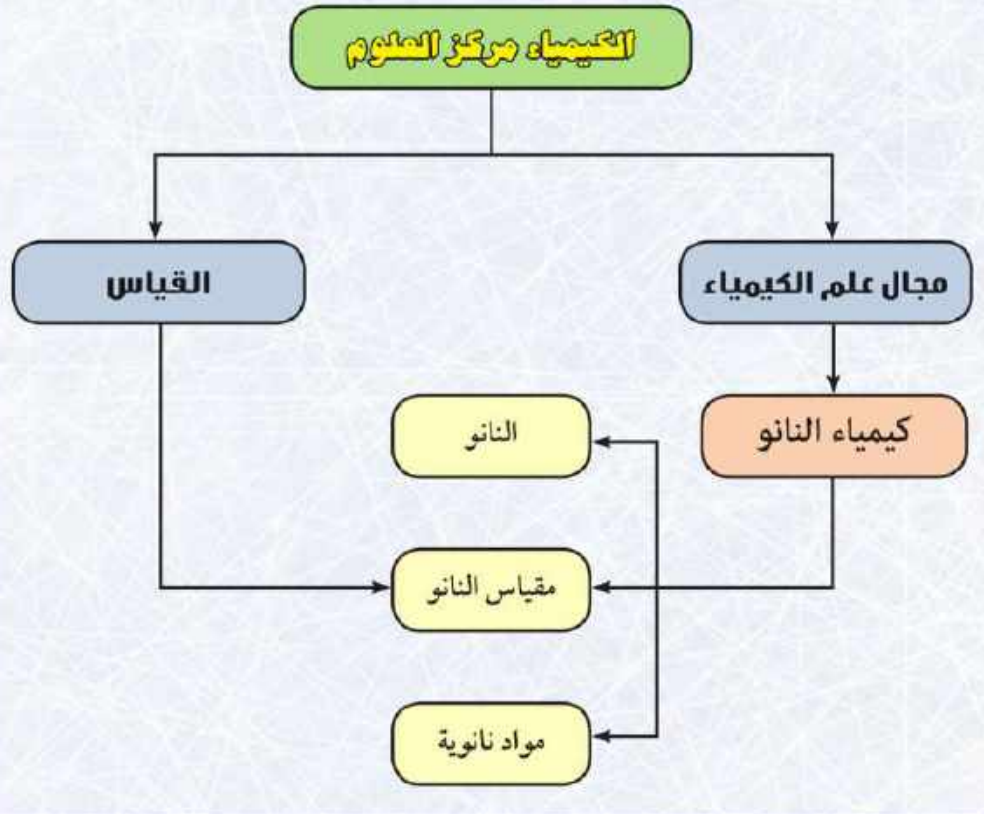 الكيمياء مركز العلوم
مجال علم الكيمياء
القياس
كيمياء النانو
النانو
مقياس النانو
مواد نانوية